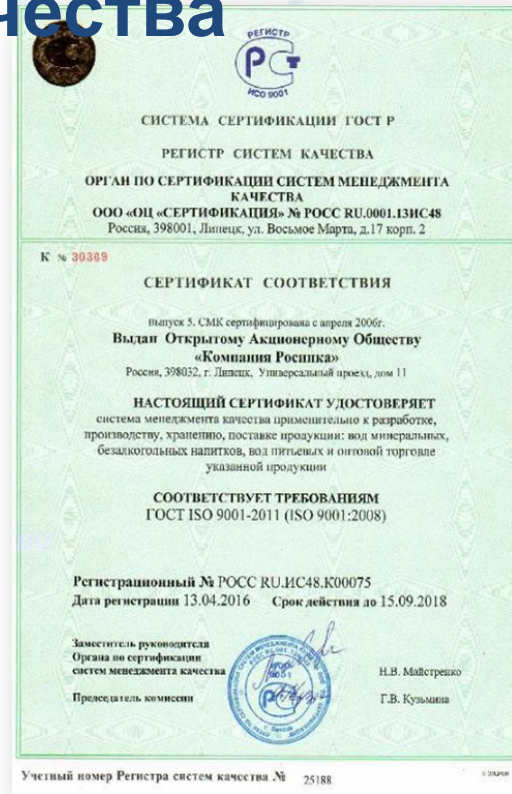 чества
РЕГИСТР
РСТ
ИСО 9001
СИСТЕМА СЕРТИФИКАЦИИ ГОСТ Р
РЕГИСТР СИСТЕМ КАЧЕСТВА
ОРГАН ПО СЕРТИФИКАЦИИ СИСТЕМ МЕНЕДЖМЕНТА
КАЧЕСТВА
ООО «ОЦ «СЕРТИФИКАЦИЯ» № РОСС RU.0001.13ИС48
Россия, 398001, Липецк, ул. Восьмое Марта, д.17 корп. 2
К № 30369
СЕРТИФИКАТ СООТВЕТСТВИЯ
выпуск 5. СМК сертифицирована с апреля 2006г.
Выдан Открытому Акционерному Обществу
«Компания Росинка»
Россия, 398032, г. Липецк, Универсальный проезд, дом 11
НАСТОЯЩИЙ СЕРТИФИКАТ УДОСТОВЕРЯЕТ
система менеджмента качества применительно к разработке,
производству, хранению, поставке продукции: вод минеральных,
безалкогольных напитков, вод питьевых и оптовой торговле
указанной продукции
СООТВЕТСТВУЕТ ТРЕБОВАНИЯМ
ГОСТ ISO 9001-2011 (ISO 9001:2008)
Регистрационный № РОСС RU.ИС48.К00075
Дата регистрации 13.04.2016 Срок действия до 15.09.2018
Заместитель руководителя
Органа по сертификации
систем менеджмента качества Н.В. Майстренко
Председатель комиссии Г.В. Кузьмина
Учетный номер Регистра систем качества № 25188